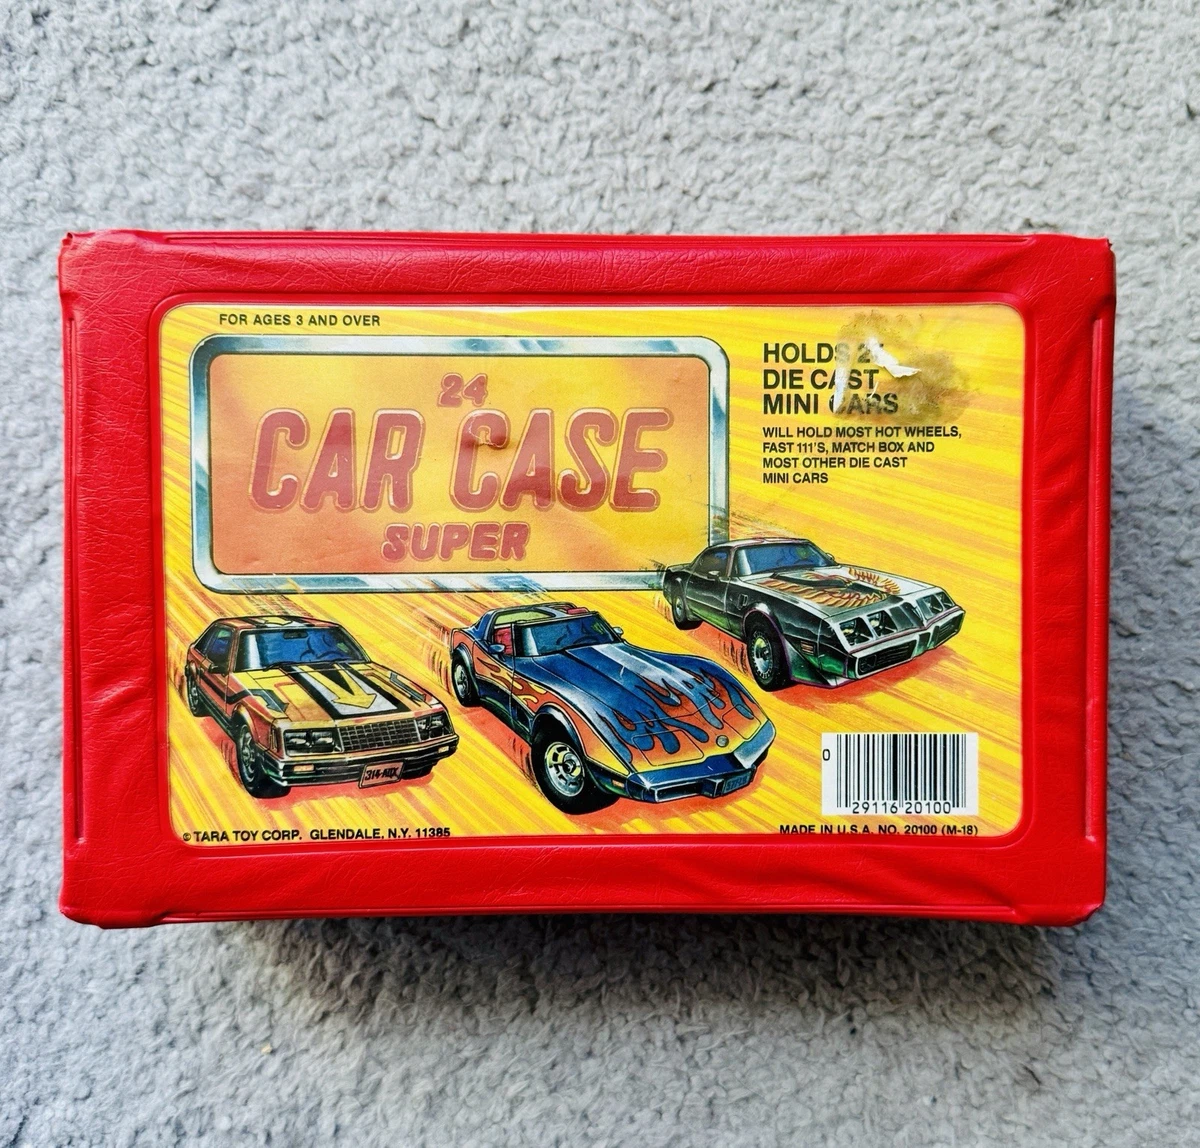 FOR AGES 3 AND OVER
24
CAR CASE
SUPER
HOLDS
DIE CAST
MINI CARS
WILL HOLD MOST HOT WHEELS,
FAST 111'S, MATCH BOX AND
MOST OTHER DIE CAST
MINI CARS
0
29116 20100
© TARA TOY CORP. GLENDALE, N.Y. 11385
MADE IN U.S.A. NO. 20100 (M-18)